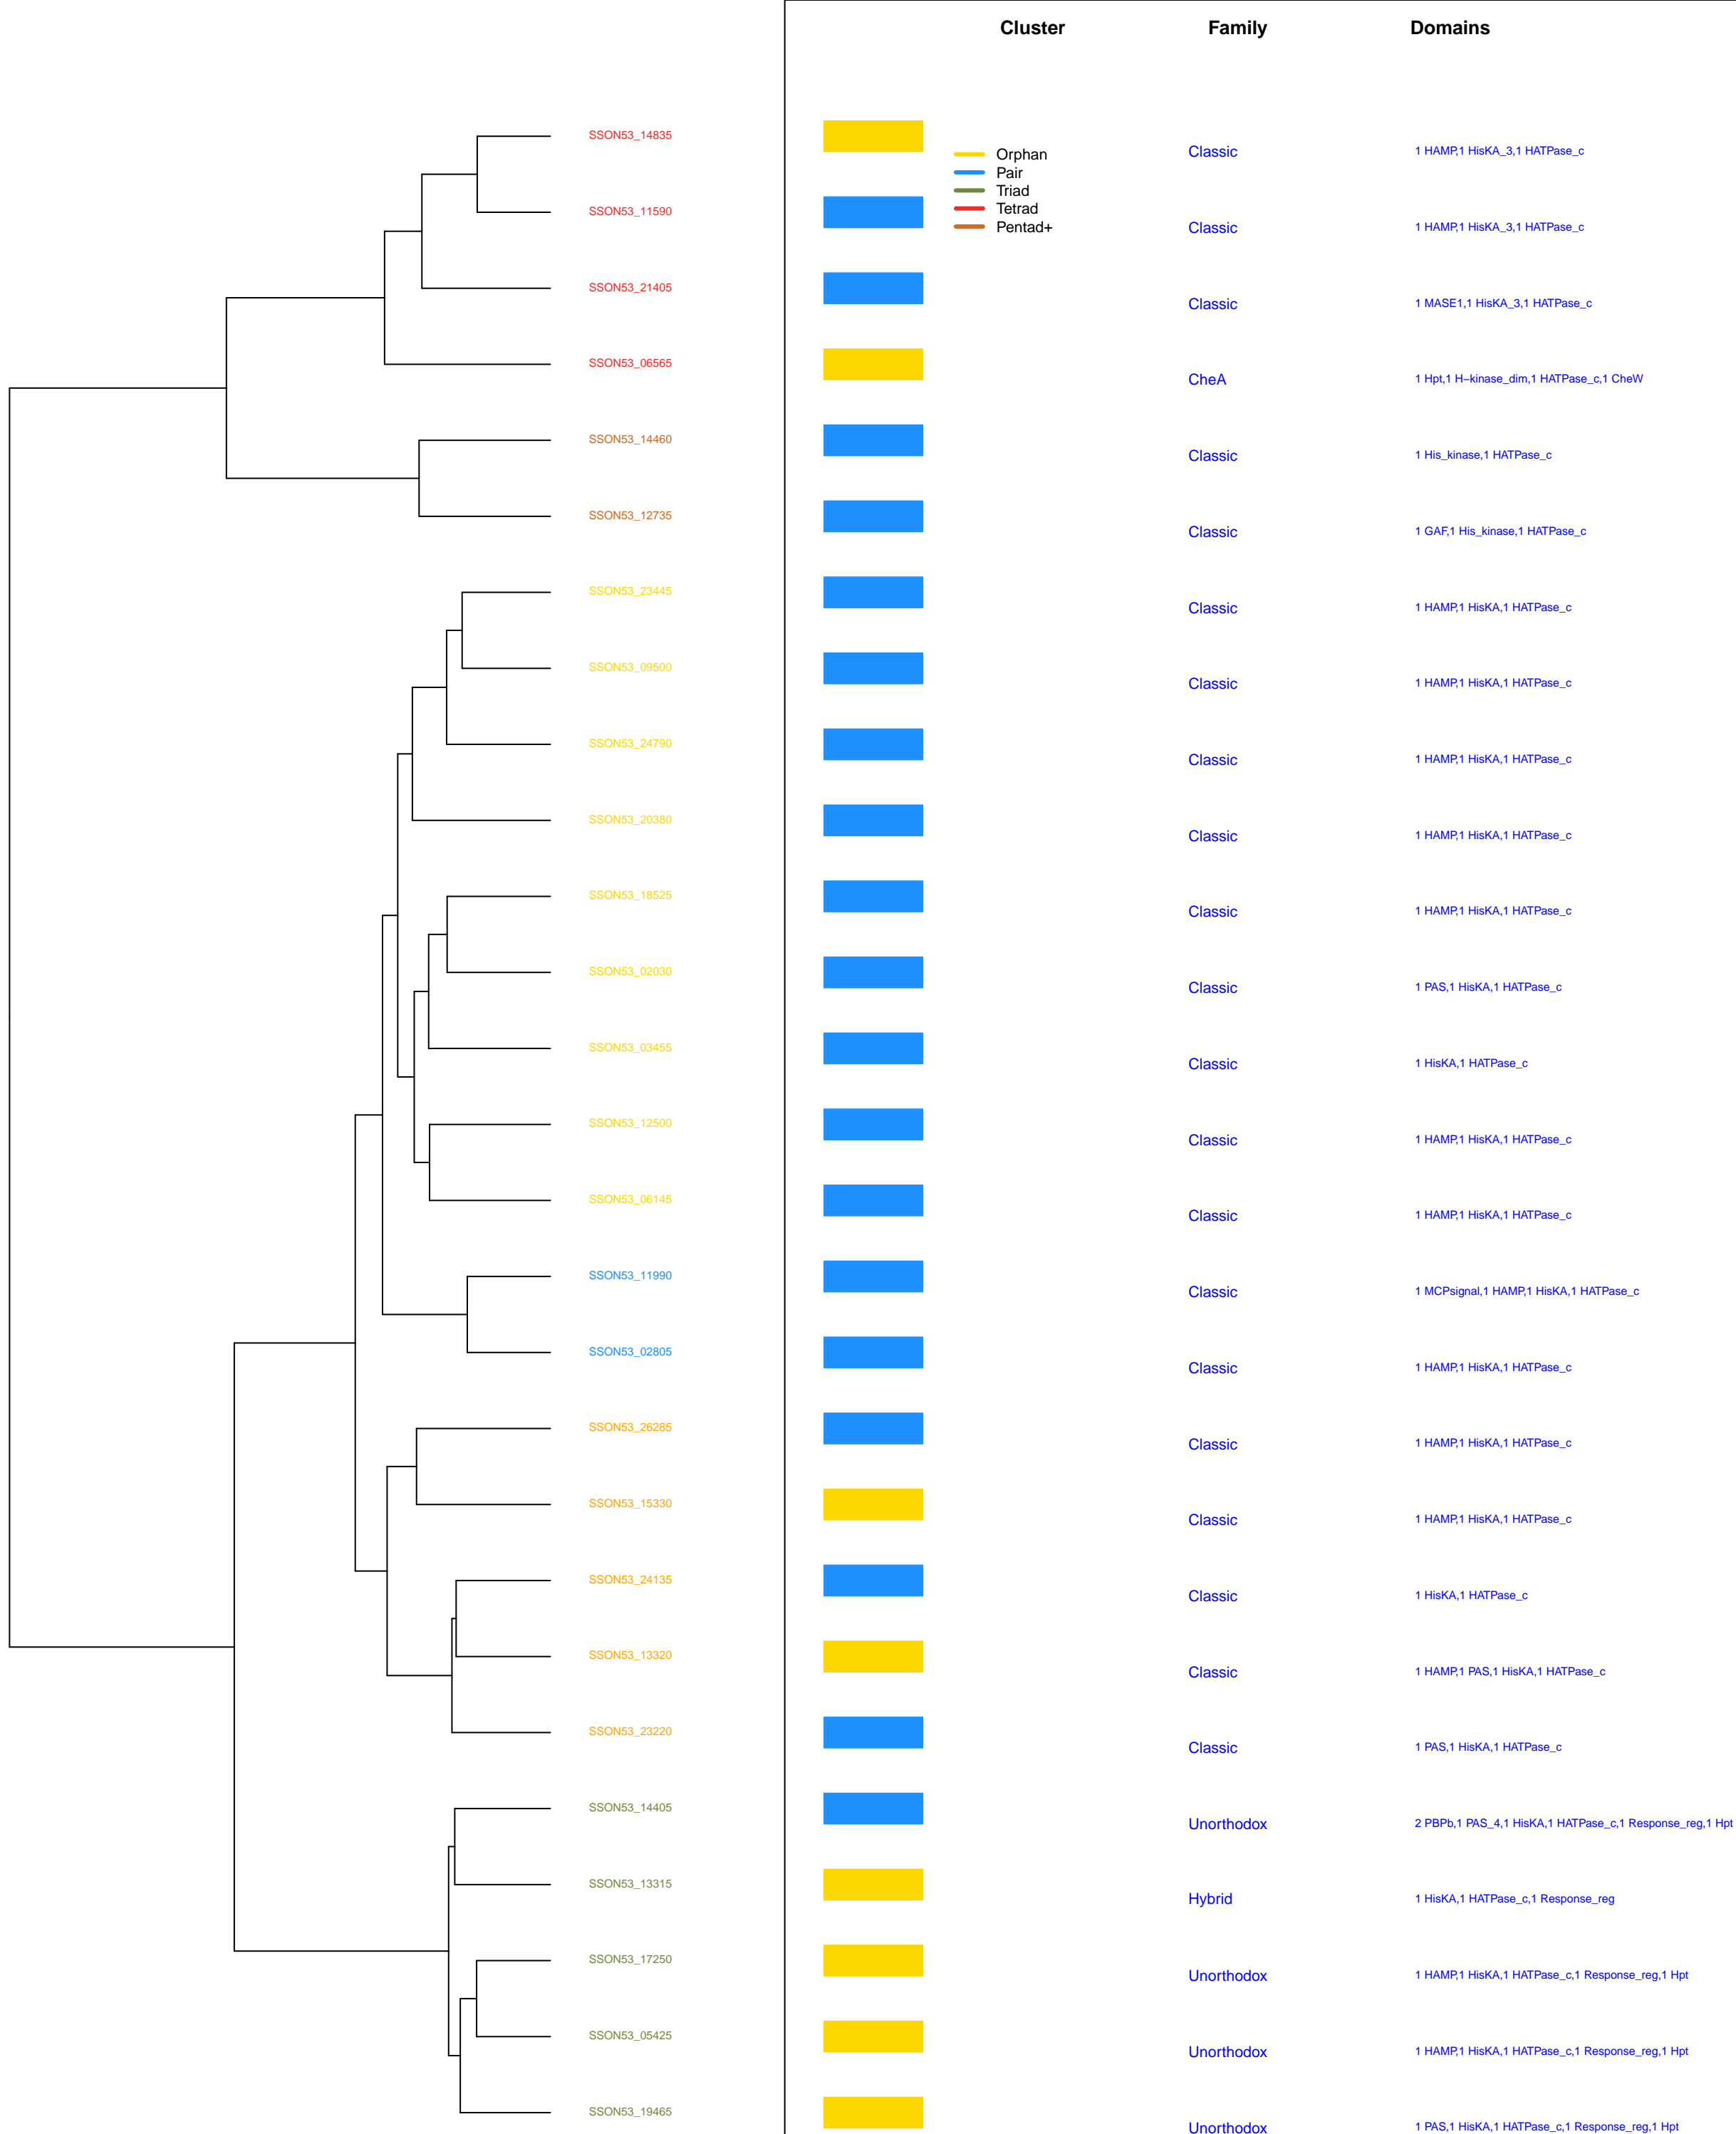 Cluster Family Domains
SSON53_14835
Orphan
Classic 1 HAMP,1 HisKA_3,1 HATPase_c
Pair
Triad
Tetrad
SSON53_11590
Pentad+
Classic 1 HAMP,1 HisKA_3,1 HATPase_c
SSON53_21405
Classic 1 MASE1,1 HisKA_3,1 HATPase_c
SSON53_06565
CheA 1 Hpt,1 H−kinase_dim,1 HATPase_c,1 CheW
SSON53_14460
Classic 1 His_kinase,1 HATPase_c
SSON53_12735
Classic 1 GAF,1 His_kinase,1 HATPase_c
SSON53_23445
Classic 1 HAMP,1 HisKA,1 HATPase_c
SSON53_09500
Classic 1 HAMP,1 HisKA,1 HATPase_c
SSON53_24790
Classic 1 HAMP,1 HisKA,1 HATPase_c
SSON53_20380
Classic 1 HAMP,1 HisKA,1 HATPase_c
SSON53_18525
Classic 1 HAMP,1 HisKA,1 HATPase_c
SSON53_02030
Classic 1 PAS,1 HisKA,1 HATPase_c
SSON53_03455
Classic 1 HisKA,1 HATPase_c
SSON53_12500
Classic 1 HAMP,1 HisKA,1 HATPase_c
SSON53_06145
Classic 1 HAMP,1 HisKA,1 HATPase_c
SSON53_11990
Classic 1 MCPsignal,1 HAMP,1 HisKA,1 HATPase_c
SSON53_02805
Classic 1 HAMP,1 HisKA,1 HATPase_c
SSON53_26285
Classic 1 HAMP,1 HisKA,1 HATPase_c
SSON53_15330
Classic 1 HAMP,1 HisKA,1 HATPase_c
SSON53_24135
Classic 1 HisKA,1 HATPase_c
SSON53_13320
Classic 1 HAMP,1 PAS,1 HisKA,1 HATPase_c
SSON53_23220
Classic 1 PAS,1 HisKA,1 HATPase_c
SSON53_14405
Unorthodox 2 PBPb,1 PAS_4,1 HisKA,1 HATPase_c,1 Response_reg,1 Hpt
SSON53_13315
Hybrid 1 HisKA,1 HATPase_c,1 Response_reg
SSON53_17250
Unorthodox 1 HAMP,1 HisKA,1 HATPase_c,1 Response_reg,1 Hpt
SSON53_05425
Unorthodox 1 HAMP,1 HisKA,1 HATPase_c,1 Response_reg,1 Hpt
SSON53_19465
Unorthodox 1 PAS,1 HisKA,1 HATPase_c,1 Response_reg,1 Hpt